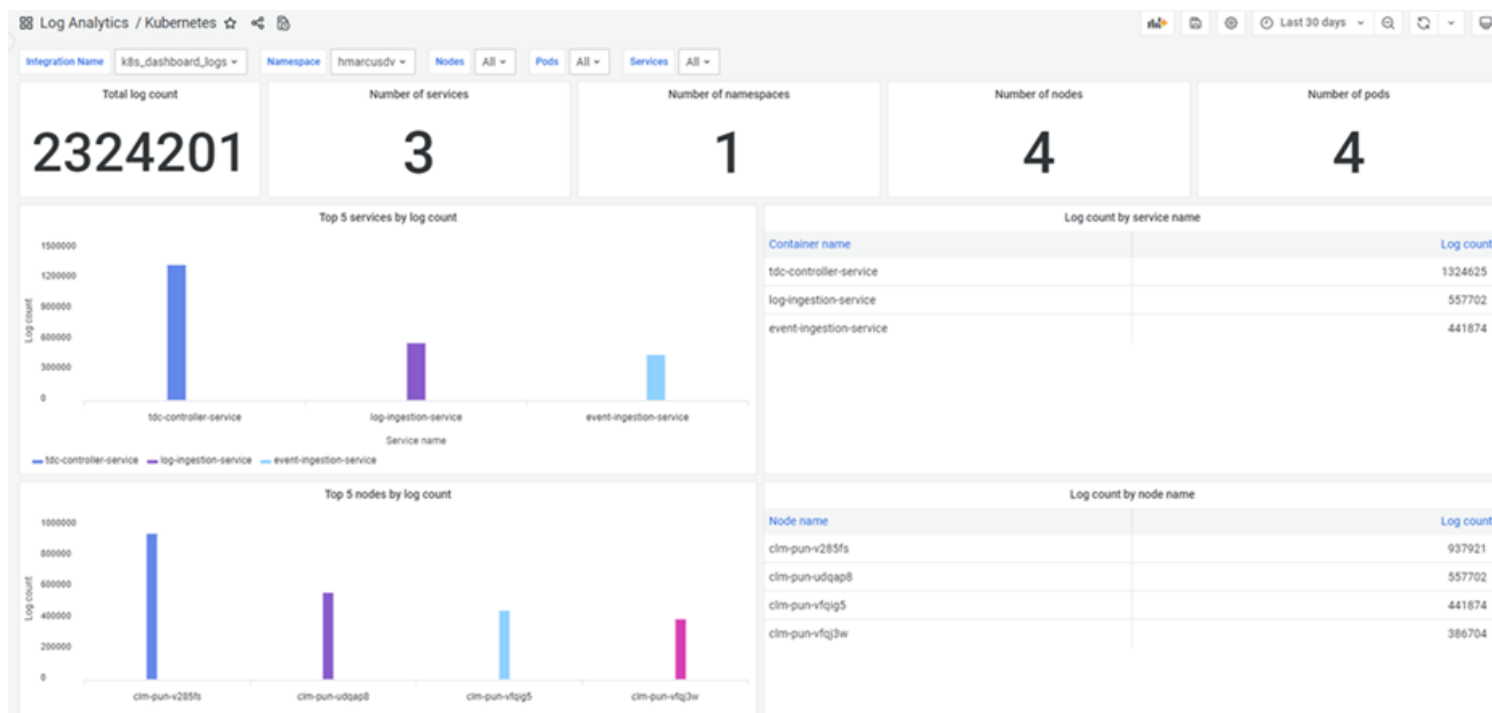 Log Analytics / Kubernetes
Last 30 days
Integration Name k8s_dashboard_logs Namespace hmarcusdv Nodes All Pods All Services All
Total log count
2324201
Number of services
3
Number of namespaces
1
Number of nodes
4
Number of pods
4
Top 5 services by log count
1500000
1200000
900000
600000
300000
0
Log count
tdc-controller-service log-ingestion-service event-ingestion-service
Service name
tdc-controller-service log-ingestion-service event-ingestion-service
Log count by service name
Container name Log count
tdc-controller-service 1324625
log-ingestion-service 557702
event-ingestion-service 441874
Top 5 nodes by log count
1000000
800000
600000
400000
200000
0
Log count
clm-pun-v285fs clm-pun-udqap8 clm-pun-vfqig5 clm-pun-vfqj3w
Log count by node name
Node name Log count
clm-pun-v285fs 937921
clm-pun-udqap8 557702
clm-pun-vfqig5 441874
clm-pun-vfqj3w 386704